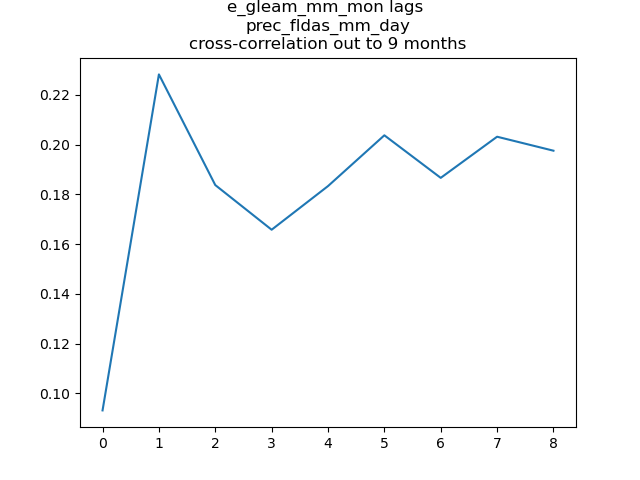 e_gleam_mm_mon lags
prec_fldas_mm_day
cross-correlation out to 9 months
0.22
0.20
0.18
0.16
0.14
0.12
0.10
0 1 2 3 4 5 6 7 8